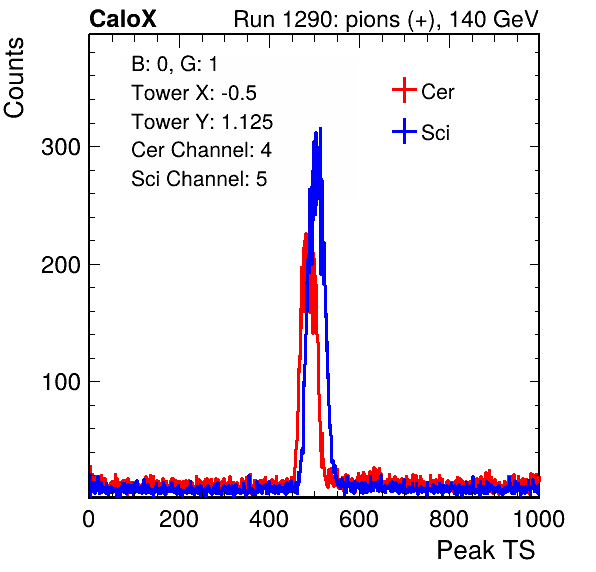 CaloX Run 1290: pions (+), 140 GeV
Counts
B: 0, G: 1
Tower X: -0.5
Tower Y: 1.125
Cer Channel: 4
Sci Channel: 5
Cer
Sci
300
200
100
0 200 400 600 800 1000
Peak TS